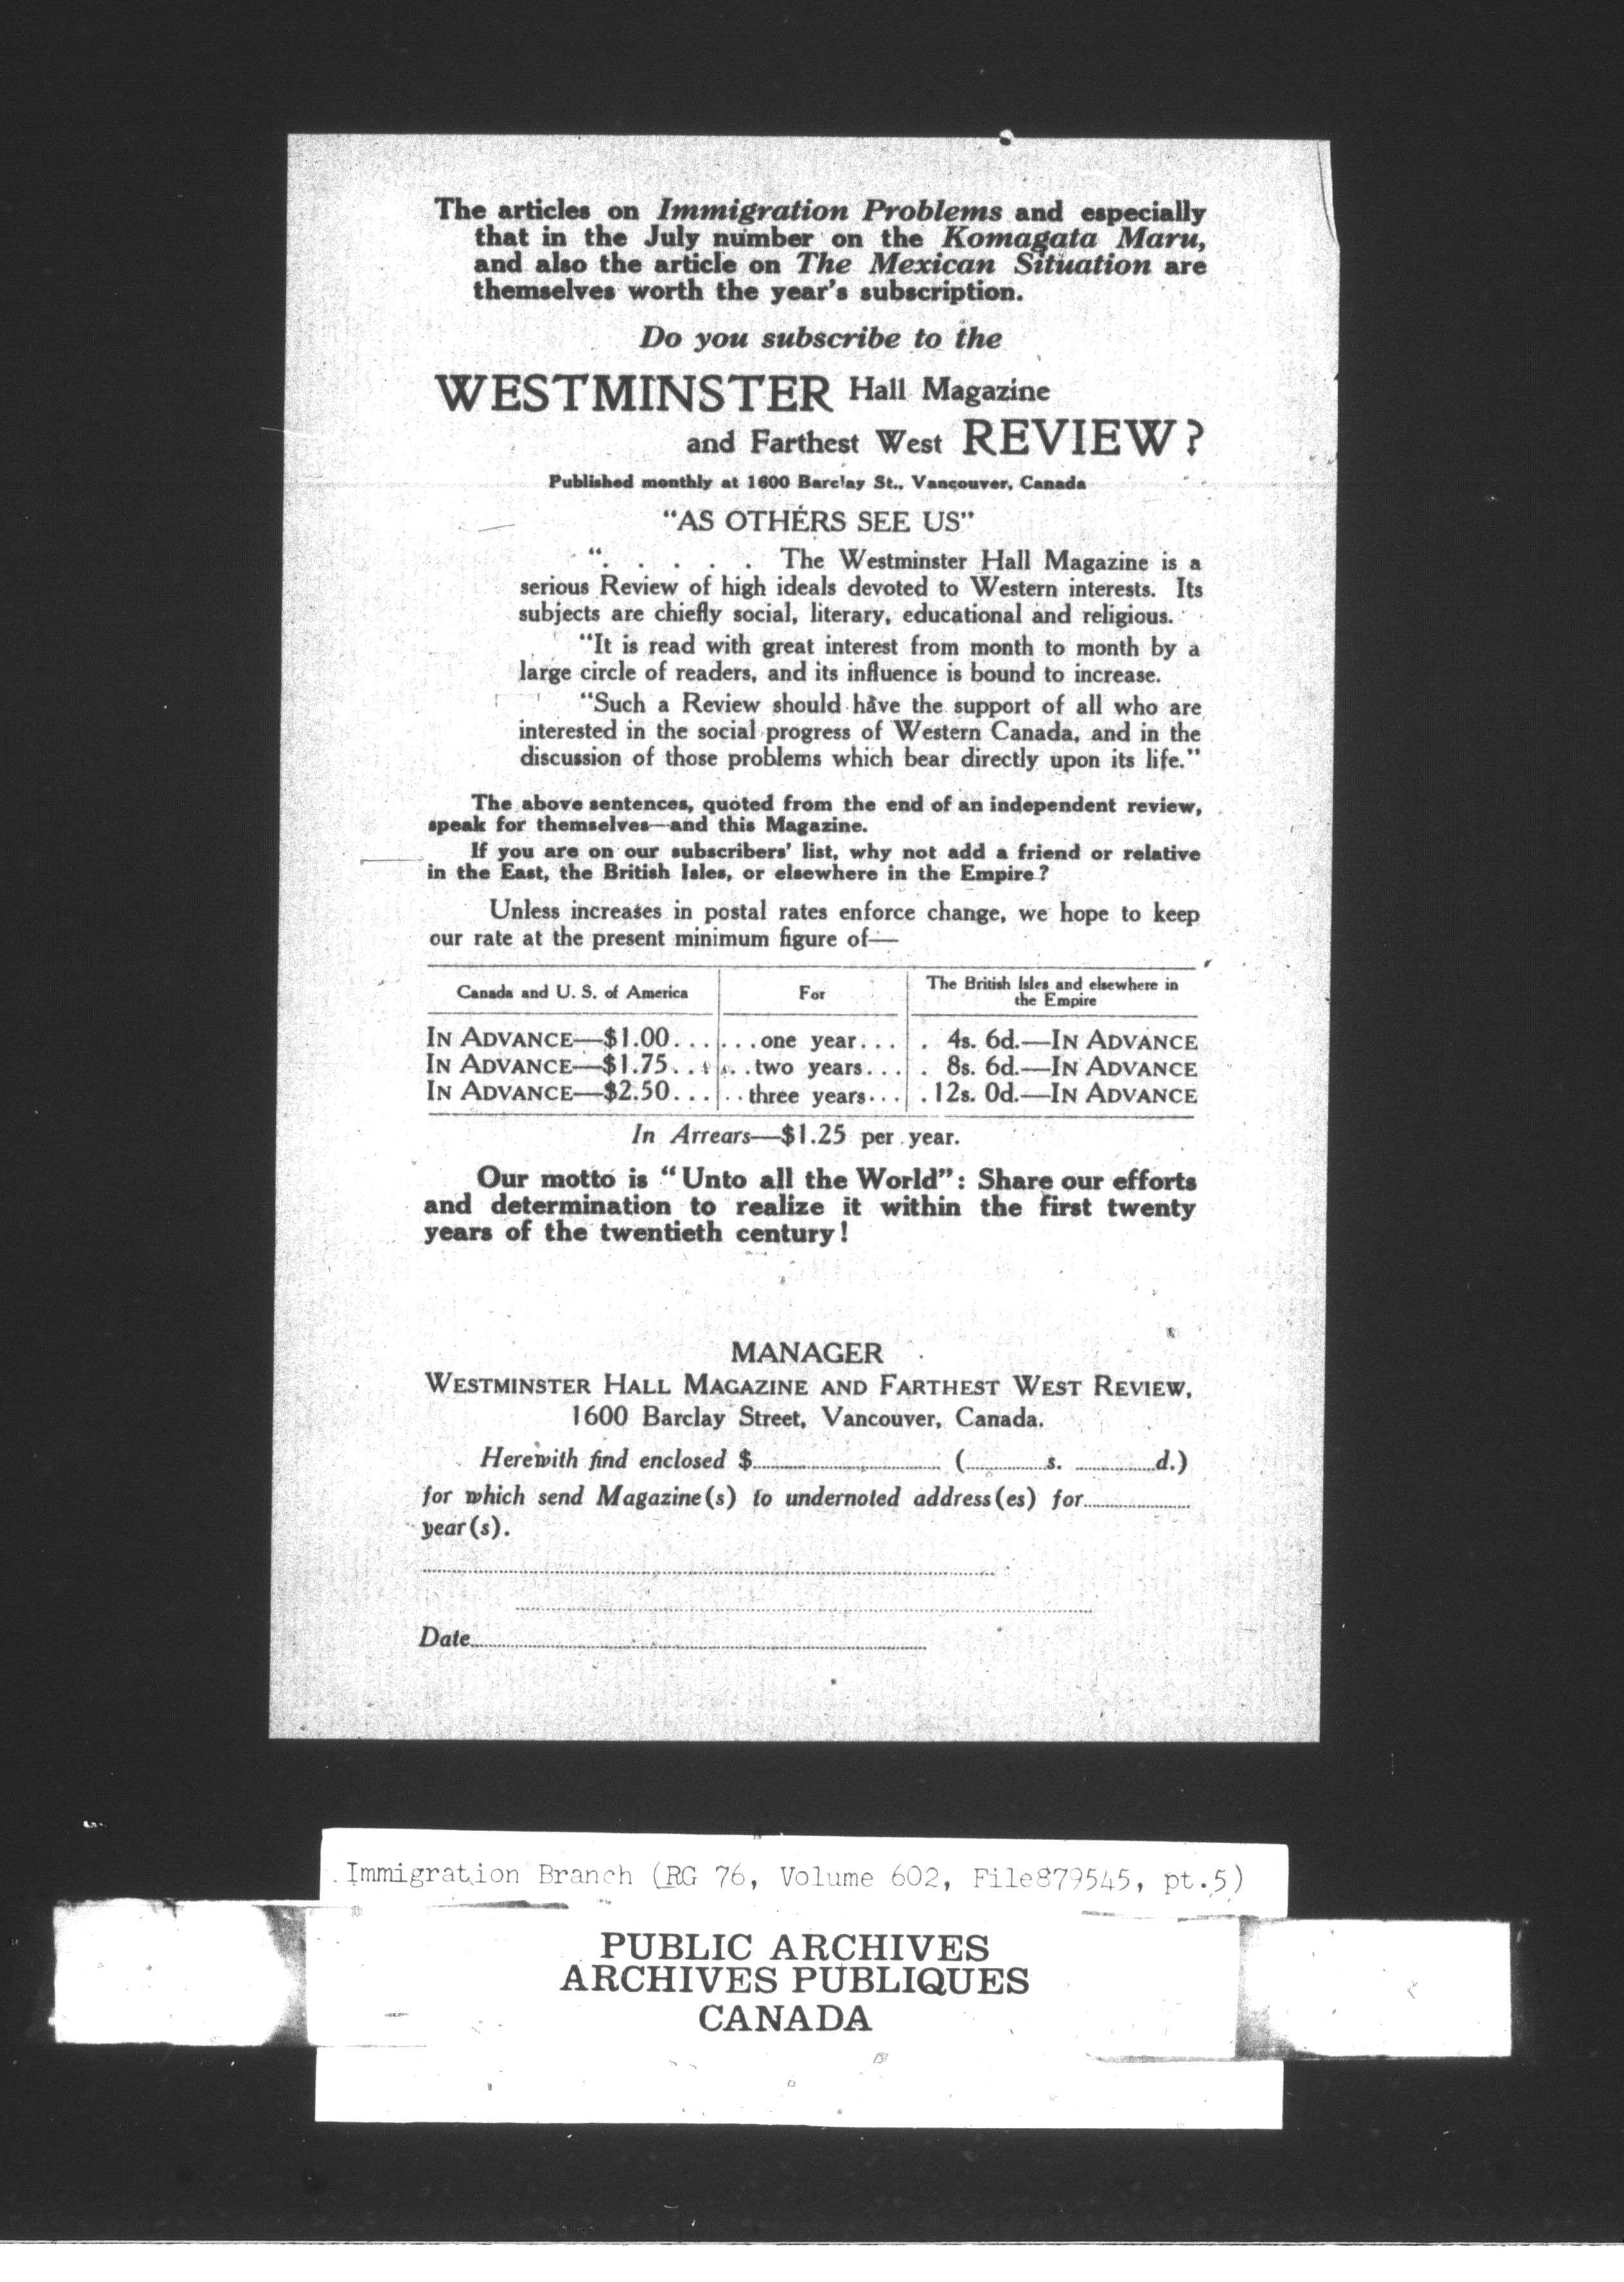 The articles on Immigration Problems and especially
that in the July number on the Komagata Maru,
and also the article on The Mexican Situation are
themselves worth the year's subscription.
Do you subscribe to the
WESTMINSTER Hall Magazine
and Farthest West REVIEW?
Published monthly at 1600 Barclay St., Vancouver, Canada
"AS OTHERS SEE US"
". . . . . The Westminster Hall Magazine is a
serious Review of high ideals devoted to Western interests. Its
subjects are chiefly social, literary, educational and religious.
"It is read with great interest from month to month by a
large circle of readers, and its influence is bound to increase.
"Such a Review should have the support of all who are
interested in the social progress of Western Canada, and in the
discussion of those problems which bear directly upon its life."
The above sentences, quoted from the end of an independent review,
speak for themselves—and this Magazine.
If you are on our subscribers' list, why not add a friend or relative
in the East, the British Isles, or elsewhere in the Empire?
Unless increases in postal rates enforce change, we hope to keep
our rate at the present minimum figure of—
Canada and U. S. of America For The British Isles and elsewhere in
the Empire
IN ADVANCE—$1.00... ...one year... . 4s. 6d.—IN ADVANCE
IN ADVANCE—$1.75... ...two years... . 8s. 6d.—IN ADVANCE
IN ADVANCE—$2.50... ..three years... .12s. 0d.—IN ADVANCE
In Arrears—$1.25 per year.
Our motto is "Unto all the World": Share our efforts
and determination to realize it within the first twenty
years of the twentieth century!
MANAGER
WESTMINSTER HALL MAGAZINE AND FARTHEST WEST REVIEW,
1600 Barclay Street, Vancouver, Canada.
Herewith find enclosed $.............. (..........s. ..........d.)
for which send Magazine(s) to undernoted address(es) for..............
year(s).
Date..............
Immigration Branch (RG 76, Volume 602, File879545, pt.5)
PUBLIC ARCHIVES
ARCHIVES PUBLIQUES
CANADA